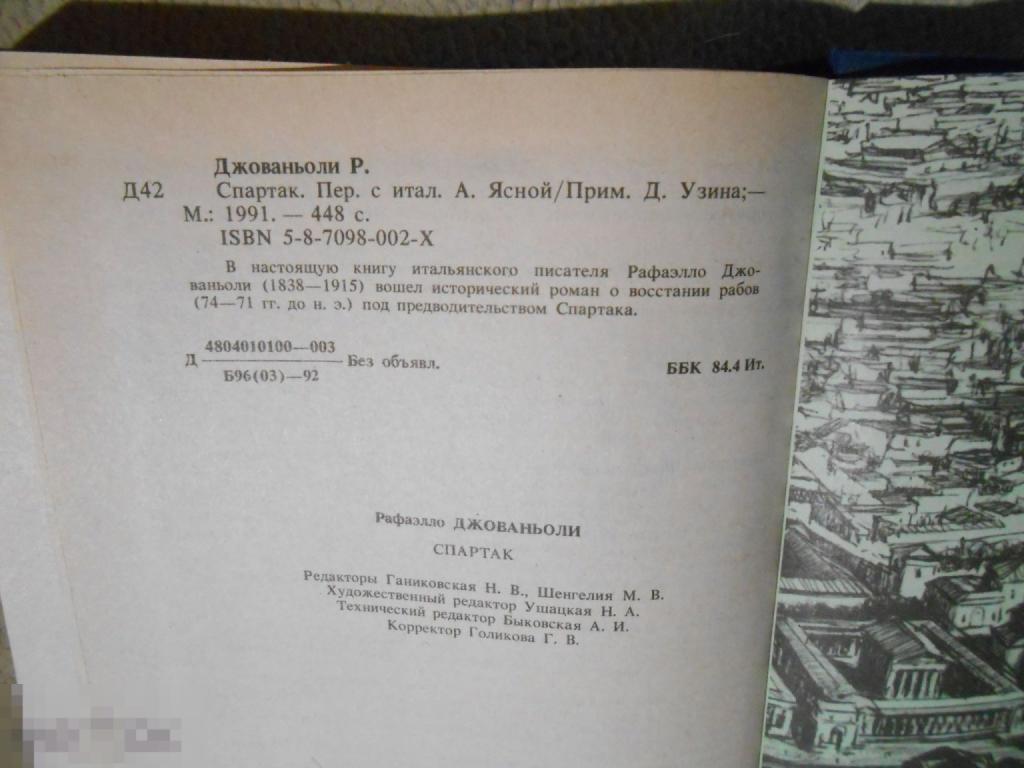 Джованьоли Р.
Д42 Спартак. Пер. с итал. А. Ясной/Прим. Д. Узина;—
М.: 1991. — 448 с.
ISBN 5-8-7098-002-X
В настоящую книгу итальянского писателя Рафаэлло Джо-
ваньоли (1838—1915) вошел исторический роман о восстании рабов
(74—71 гг. до н. э.) под предводительством Спартака.
4804010100—003
Д Без объявл.
Б96(03)—92
ББК 84.4 Ит.
Рафаэлло ДЖОВАНЬОЛИ
СПАРТАК
Редакторы Ганиковская Н. В., Шенгелия М. В.
Художественный редактор Ушацкая Н. А.
Технический редактор Быковская А. И.
Корректор Голикова Г. В.